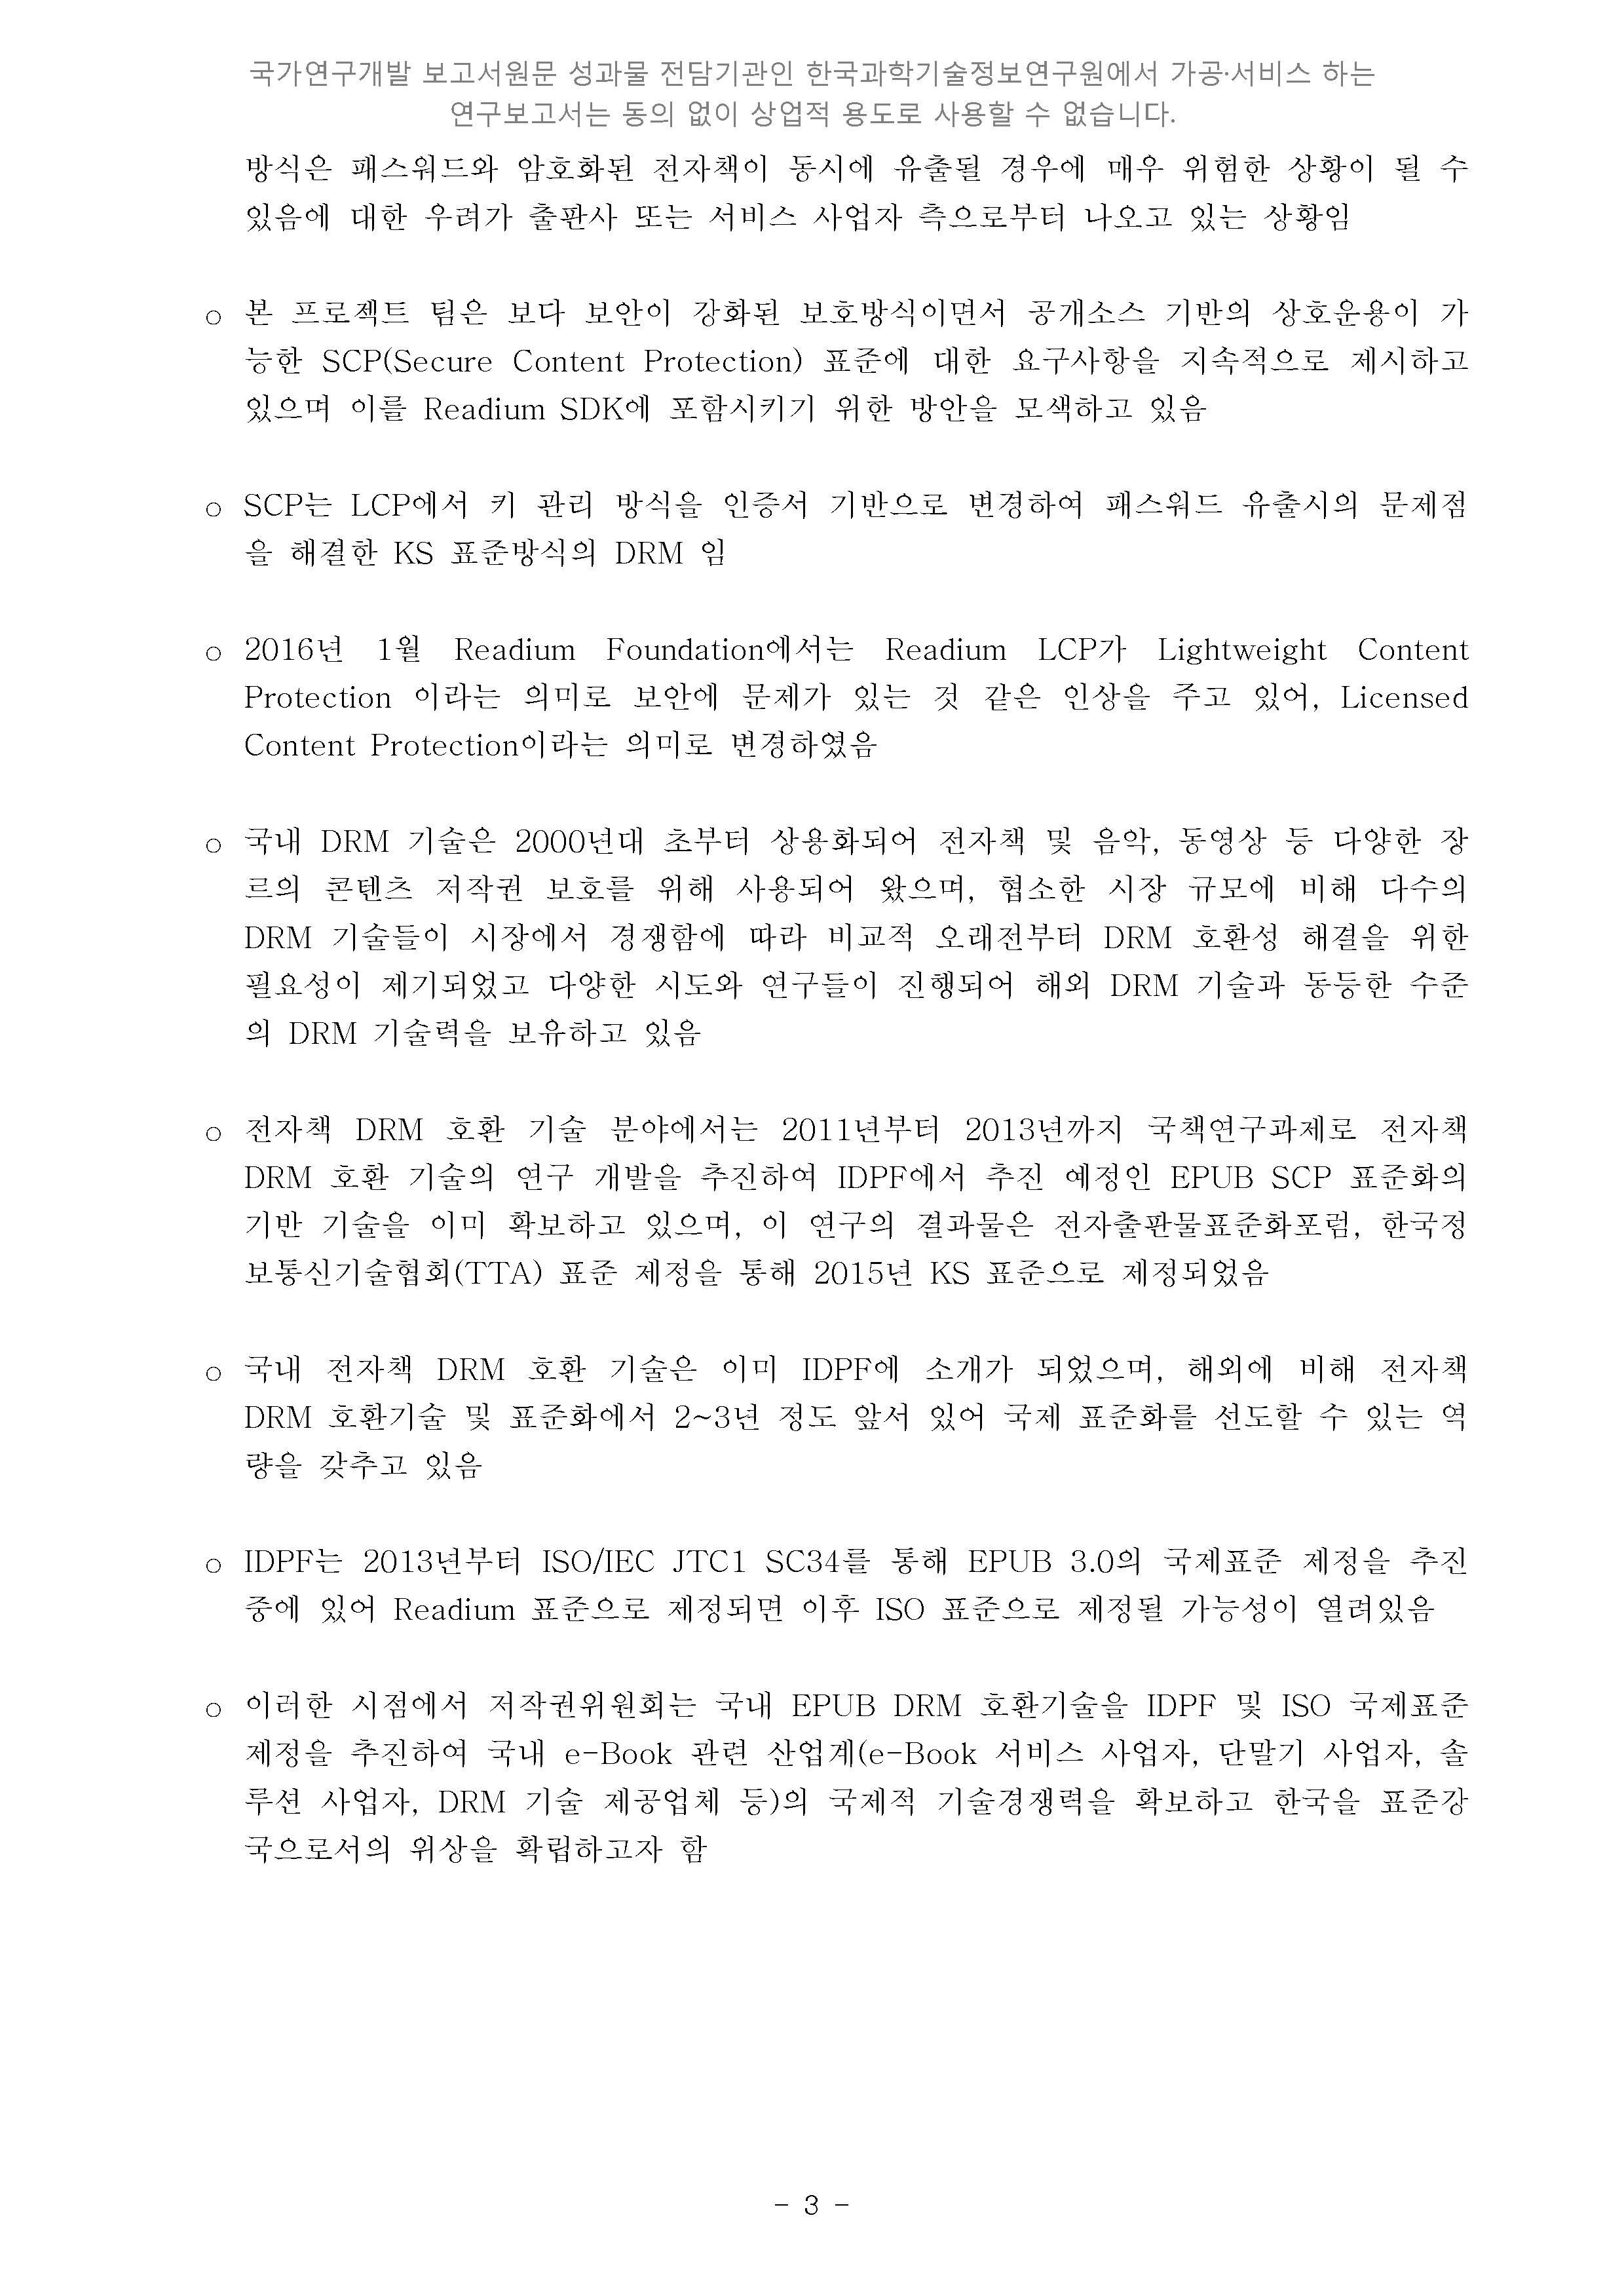 국가연구개발 보고서원문 성과물 전담기관인 한국과학기술정보연구원에서 가공·서비스 하는
연구보고서는 동의 없이 상업적 용도로 사용할 수 없습니다.
방식은 패스워드와 암호화된 전자책이 동시에 유출될 경우에 매우 위험한 상황이 될 수
있음에 대한 우려가 출판사 또는 서비스 사업자 측으로부터 나오고 있는 상황임
○ 본 프로젝트 팀은 보다 보안이 강화된 보호방식이면서 공개소스 기반의 상호운용이 가
능한 SCP(Secure Content Protection) 표준에 대한 요구사항을 지속적으로 제시하고
있으며 이를 Readium SDK에 포함시키기 위한 방안을 모색하고 있음
○ SCP는 LCP에서 키 관리 방식을 인증서 기반으로 변경하여 패스워드 유출시의 문제점
을 해결한 KS 표준방식의 DRM 임
○ 2016년 1월 Readium Foundation에서는 Readium LCP가 Lightweight Content
Protection 이라는 의미로 보안에 문제가 있는 것 같은 인상을 주고 있어, Licensed
Content Protection이라는 의미로 변경하였음
○ 국내 DRM 기술은 2000년대 초부터 상용화되어 전자책 및 음악, 동영상 등 다양한 장
르의 콘텐츠 저작권 보호를 위해 사용되어 왔으며, 협소한 시장 규모에 비해 다수의
DRM 기술들이 시장에서 경쟁함에 따라 비교적 오래전부터 DRM 호환성 해결을 위한
필요성이 제기되었고 다양한 시도와 연구들이 진행되어 해외 DRM 기술과 동등한 수준
의 DRM 기술력을 보유하고 있음
○ 전자책 DRM 호환 기술 분야에서는 2011년부터 2013년까지 국책연구과제로 전자책
DRM 호환 기술의 연구 개발을 추진하여 IDPF에서 추진 예정인 EPUB SCP 표준화의
기반 기술을 이미 확보하고 있으며, 이 연구의 결과물은 전자출판물표준화포럼, 한국정
보통신기술협회(TTA) 표준 제정을 통해 2015년 KS 표준으로 제정되었음
○ 국내 전자책 DRM 호환 기술은 이미 IDPF에 소개가 되었으며, 해외에 비해 전자책
DRM 호환기술 및 표준화에서 2~3년 정도 앞서 있어 국제 표준화를 선도할 수 있는 역
량을 갖추고 있음
○ IDPF는 2013년부터 ISO/IEC JTC1 SC34를 통해 EPUB 3.0의 국제표준 제정을 추진
중에 있어 Readium 표준으로 제정되면 이후 ISO 표준으로 제정될 가능성이 열려있음
○ 이러한 시점에서 저작권위원회는 국내 EPUB DRM 호환기술을 IDPF 및 ISO 국제표준
제정을 추진하여 국내 e-Book 관련 산업계(e-Book 서비스 사업자, 단말기 사업자, 솔
루션 사업자, DRM 기술 제공업체 등)의 국제적 기술경쟁력을 확보하고 한국을 표준강
국으로서의 위상을 확립하고자 함
- 3 -